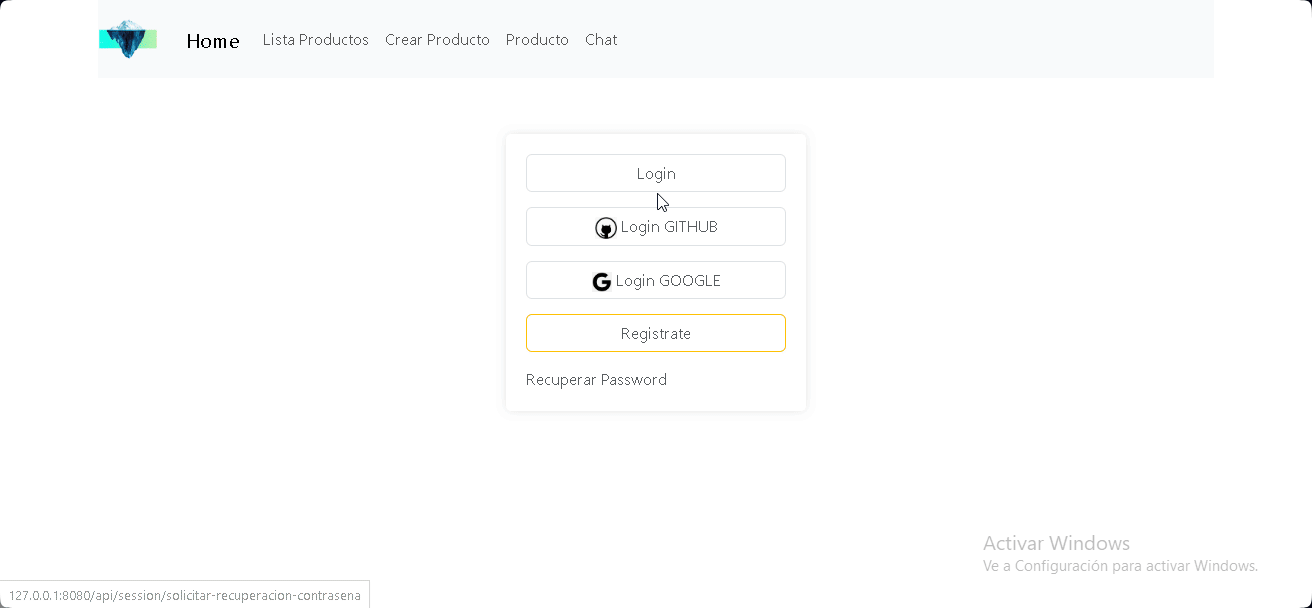 Home Lista Productos Crear Producto Producto Chat
Login
Login GITHUB
Login GOOGLE
Registrate
Recuperar Password
Activar Windows
Ve a Configuración para activar Windows.
127.0.0.1:8080/api/session/solicitar-recuperacion-contrasena